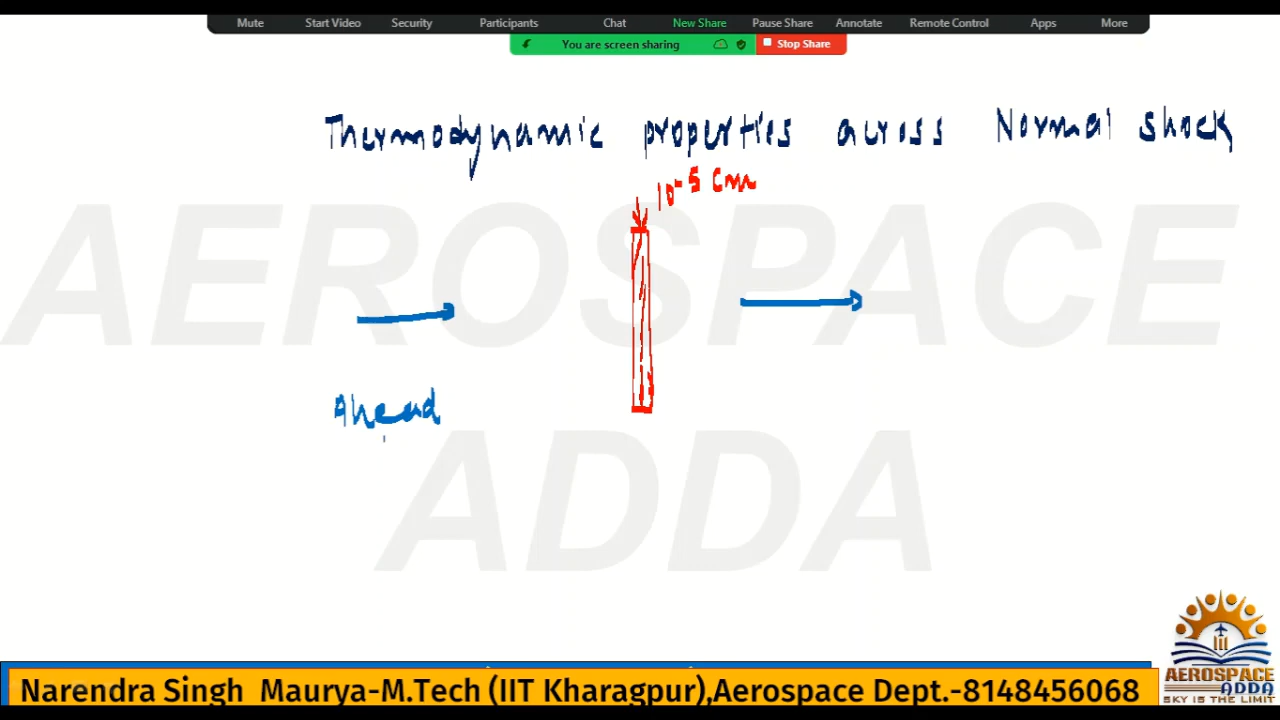 Mute Start Video Security Participants Chat New Share Pause Share Annotate Remote Control Apps More
You are screen sharing Stop Share
Thermodynamic properties across Normal shock
10-5 cm
AEROSPACE
Ahead
ADDA
Narendra Singh Maurya-M.Tech (IIT Kharagpur),Aerospace Dept.-8148456068
AEROSPACE
ADDA
SKY IS THE LIMIT